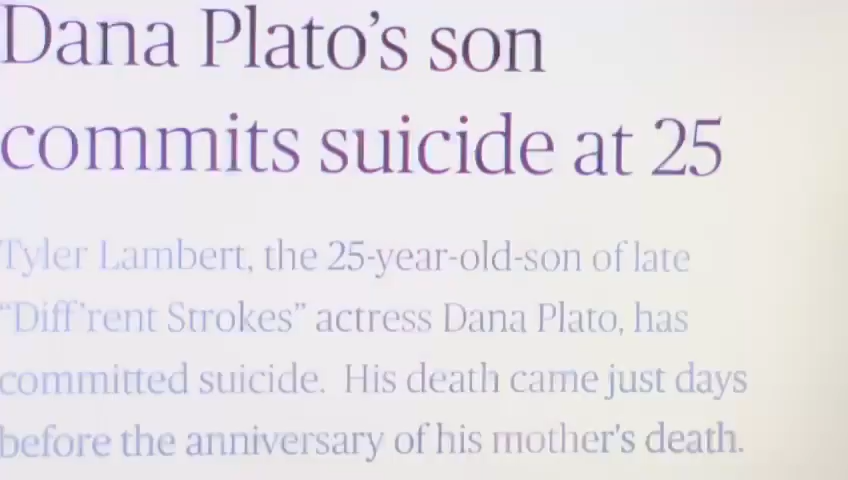 Dana Plato’s son
commits suicide at 25
Tyler Lambert, the 25-year-old-son of late
“Diff’rent Strokes” actress Dana Plato, has
committed suicide. His death came just days
before the anniversary of his mother's death.